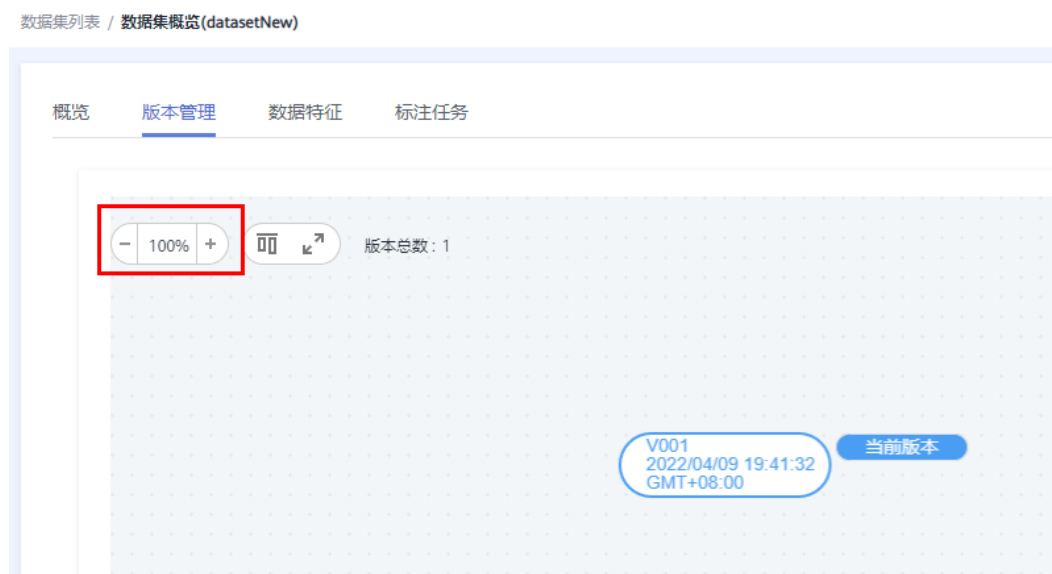 数据集列表 / 数据集概览(datasetNew)
概览 版本管理 数据特征 标注任务
- 100% + 版本总数 : 1
V001 当前版本
2022/04/09 19:41:32
GMT+08:00